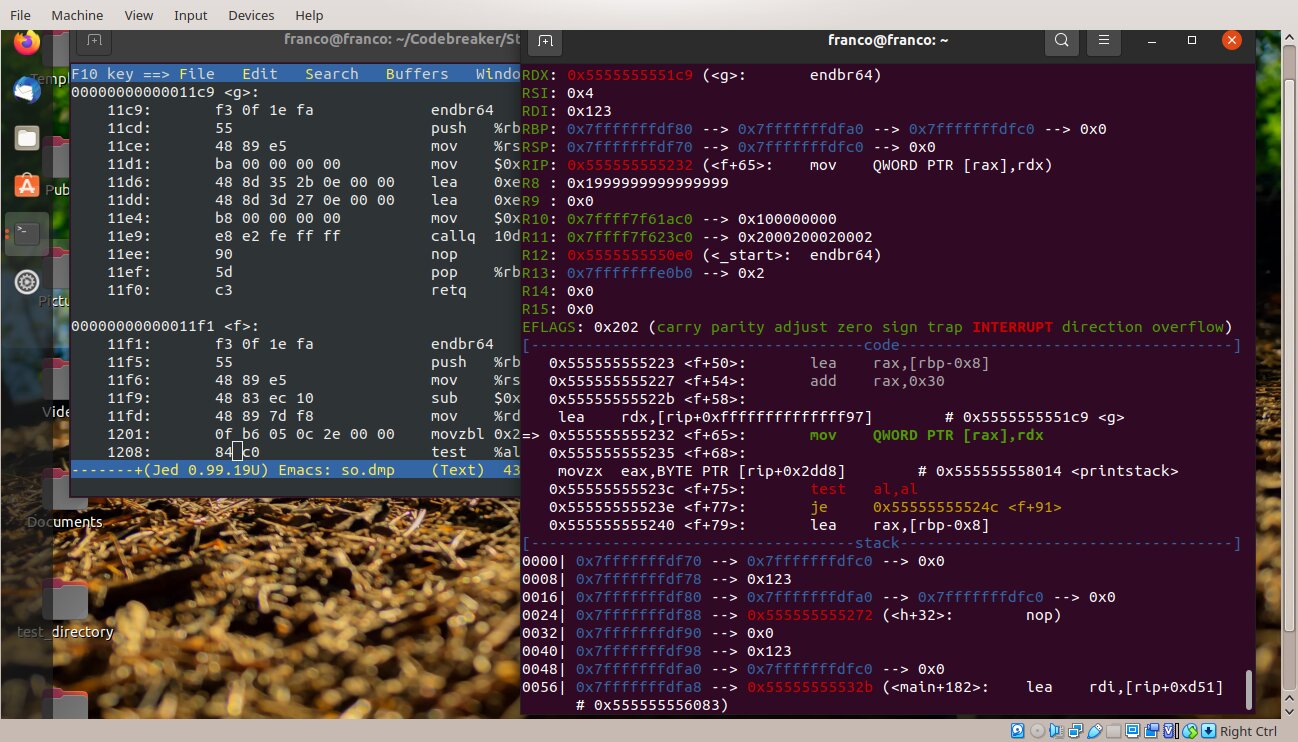 File Machine View Input Devices Help
franco@franco: ~/Codebreaker/St
franco@franco: ~
F10 key ==> File Edit Search Buffers Windo
00000000000011c9 <g>:
11c9: f3 0f 1e fa endbr64
11cd: 55 push %rb
11ce: 48 89 e5 mov %rs
11d1: ba 00 00 00 00 mov $0x
11d6: 48 8d 35 2b 0e 00 00 lea 0xe
11dd: 48 8d 3d 27 0e 00 00 lea 0xe
11e4: b8 00 00 00 00 mov $0x
11e9: e8 e2 fe ff ff callq 10d
11ee: 90 nop
11ef: 5d pop %rb
11f0: c3 retq
00000000000011f1 <f>:
11f1: f3 0f 1e fa endbr64
11f5: 55 push %rb
11f6: 48 89 e5 mov %rs
11f9: 48 83 ec 10 sub $0x
11fd: 48 89 7d f8 mov %rd
1201: 0f b6 05 0c 2e 00 00 movzbl 0x2
1208: 84 c0 test %al
-------+(Jed 0.99.19U) Emacs: so.dmp (Text) 43
RDX: 0x5555555551c9 (<g>: endbr64)
RSI: 0x4
RDI: 0x123
RBP: 0x7fffffffdf80 --> 0x7fffffffdfa0 --> 0x7fffffffdfc0 --> 0x0
RSP: 0x7fffffffdf70 --> 0x7fffffffdfc0 --> 0x0
RIP: 0x555555555232 (<f+65>: mov QWORD PTR [rax],rdx)
R8 : 0x1999999999999999
R9 : 0x0
R10: 0x7ffff7f61ac0 --> 0x100000000
R11: 0x7ffff7f623c0 --> 0x2000200020002
R12: 0x5555555550e0 (<_start>: endbr64)
R13: 0x7fffffffe0b0 --> 0x2
R14: 0x0
R15: 0x0
EFLAGS: 0x202 (carry parity adjust zero sign trap INTERRUPT direction overflow)
[-------------------------------------code-------------------------------------]
0x555555555223 <f+50>: lea rax,[rbp-0x8]
0x555555555227 <f+54>: add rax,0x30
0x55555555522b <f+58>:
lea rdx,[rip+0xffffffffffffff97] # 0x5555555551c9 <g>
=> 0x555555555232 <f+65>: mov QWORD PTR [rax],rdx
0x555555555235 <f+68>:
movzx eax,BYTE PTR [rip+0x2dd8] # 0x555555558014 <printstack>
0x55555555523c <f+75>: test al,al
0x55555555523e <f+77>: je 0x55555555524c <f+91>
0x555555555240 <f+79>: lea rax,[rbp-0x8]
[------------------------------------stack-------------------------------------]
0000| 0x7fffffffdf70 --> 0x7fffffffdfc0 --> 0x0
0008| 0x7fffffffdf78 --> 0x123
0016| 0x7fffffffdf80 --> 0x7fffffffdfa0 --> 0x7fffffffdfc0 --> 0x0
0024| 0x7fffffffdf88 --> 0x555555555272 (<h+32>: nop)
0032| 0x7fffffffdf90 --> 0x0
0040| 0x7fffffffdf98 --> 0x123
0048| 0x7fffffffdfa0 --> 0x7fffffffdfc0 --> 0x0
0056| 0x7fffffffdfa8 --> 0x55555555532b (<main+182>: lea rdi,[rip+0xd51]
# 0x555555556083)
Templ
Pub
Pictu
Vide
Documents
test_directory
Right Ctrl